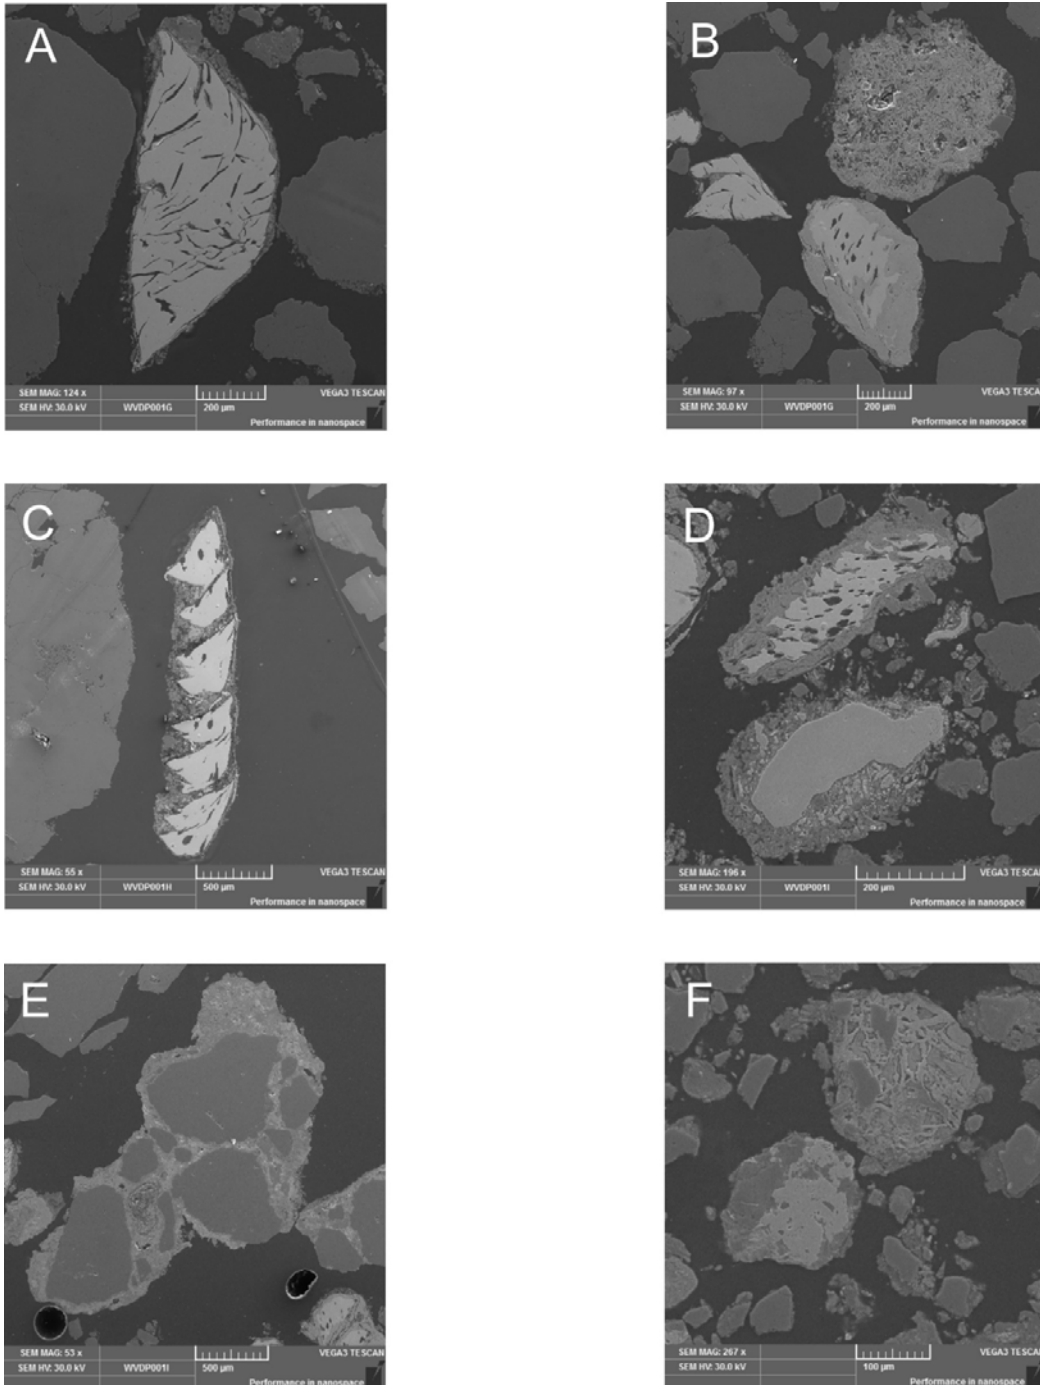 A
SEM MAG: 124 x
VEGA3 TESCAN
SEM HV: 30.0 kV
WVDP001G
200 µm
Performance in nanospace
B
SEM MAG: 97 x
VEGA3 TESCA
SEM HV: 30.0 kV
WVDP001G
200 µm
Performance in nanospace
C
SEM MAG: 55 x
VEGA3 TESCAN
SEM HV: 30.0 kV
WVDP001H
500 µm
Performance in nanospace
D
SEM MAG: 196 x
VEGA3 TESCAN
SEM HV: 30.0 kV
WVDP001I
200 µm
Performance in nanospace
E
SEM MAG: 53 x
VEGA3 TESCAN
SEM HV: 30.0 kV
WVDP001I
500 µm
Performance in nanospace
F
SEM MAG: 267 x
VEGA3 TESCA
SEM HV: 30.0 kV
WVDP001I
100 µm
Performance in nanospace